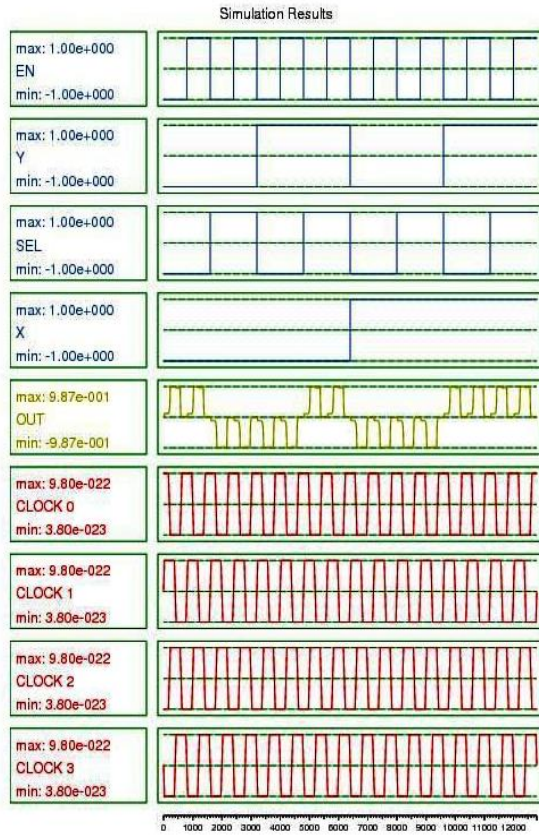 Simulation Results
max: 1.00e+000
EN
min: -1.00e+000
max: 1.00e+000
Y
min: -1.00e+000
max: 1.00e+000
SEL
min: -1.00e+000
max: 1.00e+000
X
min: -1.00e+000
max: 9.87e-001
OUT
min: -9.87e-001
max: 9.80e-022
CLOCK 0
min: 3.80e-023
max: 9.80e-022
CLOCK 1
min: 3.80e-023
max: 9.80e-022
CLOCK 2
min: 3.80e-023
max: 9.80e-022
CLOCK 3
min: 3.80e-023
0 1000 2000 3000 4000 5000 6000 7000 8000 9000 10000 11000 12000